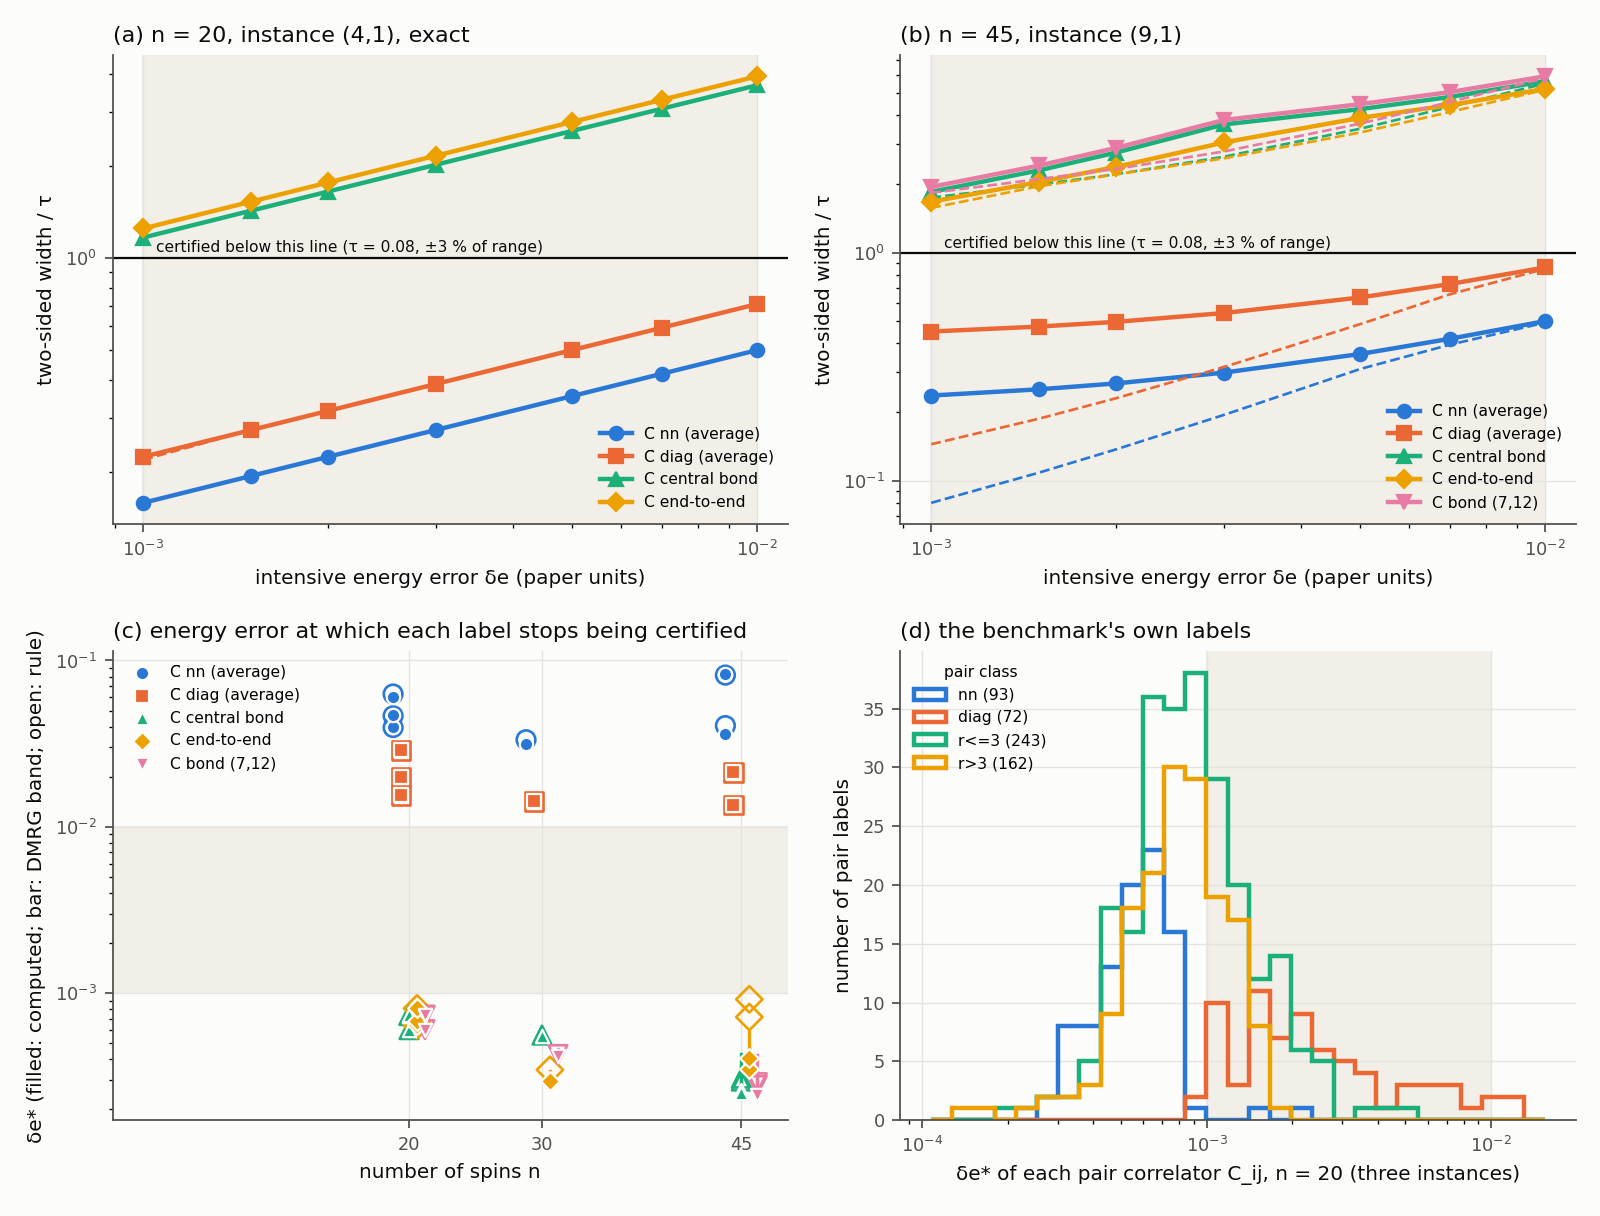 (a) n = 20, instance (4,1), exact
two-sided width / τ
10⁰
certified below this line (τ = 0.08, ±3 % of range)
C nn (average)
C diag (average)
C central bond
C end-to-end
10⁻³
10⁻²
intensive energy error δe (paper units)
(b) n = 45, instance (9,1)
two-sided width / τ
10⁰
10⁻¹
certified below this line (τ = 0.08, ±3 % of range)
C nn (average)
C diag (average)
C central bond
C end-to-end
C bond (7,12)
10⁻³
10⁻²
intensive energy error δe (paper units)
(c) energy error at which each label stops being certified
δe* (filled: computed; bar: DMRG band; open: rule)
10⁻¹
10⁻²
10⁻³
C nn (average)
C diag (average)
C central bond
C end-to-end
C bond (7,12)
20
30
45
number of spins n
(d) the benchmark's own labels
number of pair labels
35
30
25
20
15
10
5
0
pair class
nn (93)
diag (72)
r<=3 (243)
r>3 (162)
10⁻⁴
10⁻³
10⁻²
δe* of each pair correlator C_ij, n = 20 (three instances)